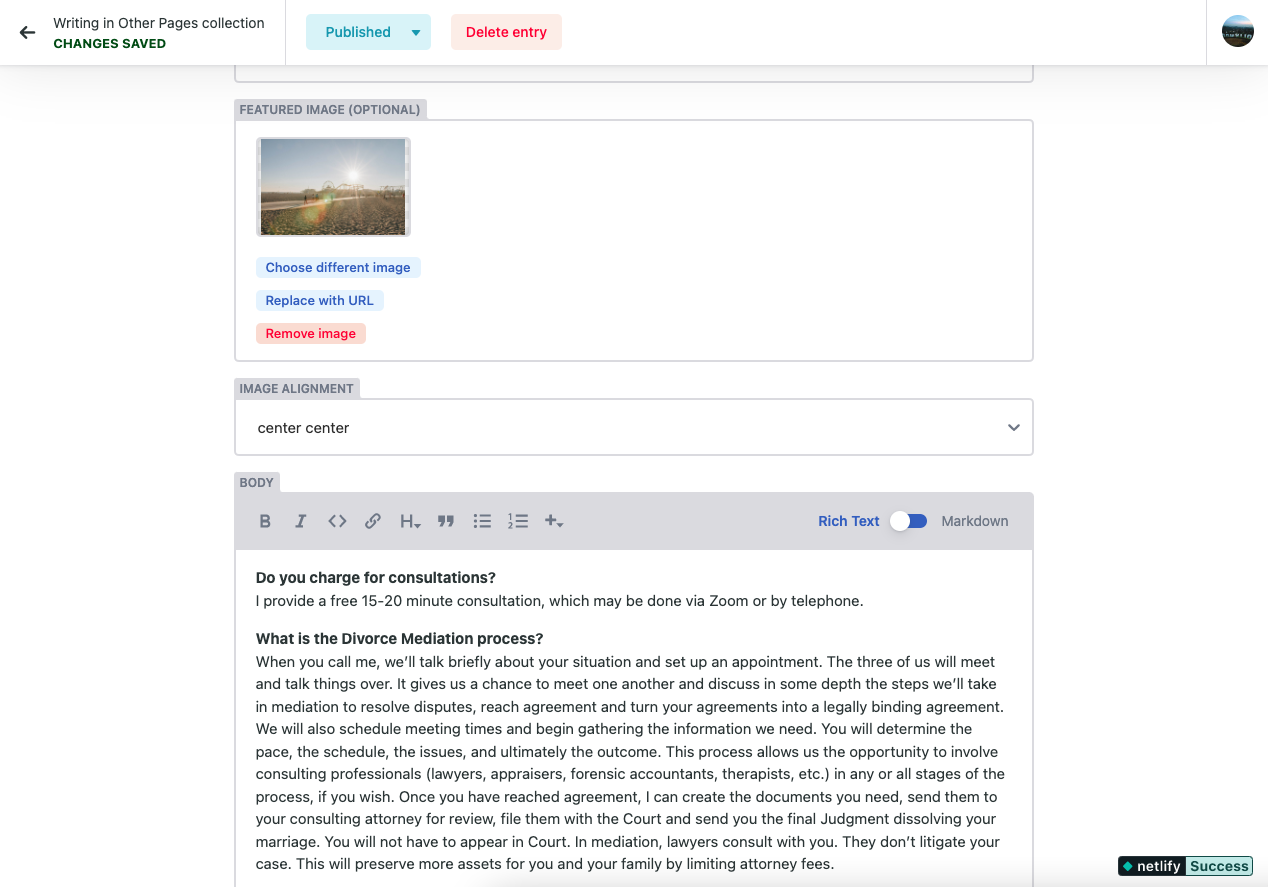 Writing in Other Pages collection
CHANGES SAVED
Published
Delete entry
FEATURED IMAGE (OPTIONAL)
Choose different image
Replace with URL
Remove image
IMAGE ALIGNMENT
center center
BODY
Rich Text
Markdown
Do you charge for consultations?
I provide a free 15-20 minute consultation, which may be done via Zoom or by telephone.
What is the Divorce Mediation process?
When you call me, we’ll talk briefly about your situation and set up an appointment. The three of us will meet
and talk things over. It gives us a chance to meet one another and discuss in some depth the steps we’ll take
in mediation to resolve disputes, reach agreement and turn your agreements into a legally binding agreement.
We will also schedule meeting times and begin gathering the information we need. You will determine the
pace, the schedule, the issues, and ultimately the outcome. This process allows us the opportunity to involve
consulting professionals (lawyers, appraisers, forensic accountants, therapists, etc.) in any or all stages of the
process, if you wish. Once you have reached agreement, I can create the documents you need, send them to
your consulting attorney for review, file them with the Court and send you the final Judgment dissolving your
marriage. You will not have to appear in Court. In mediation, lawyers consult with you. They don’t litigate your
case. This will preserve more assets for you and your family by limiting attorney fees.
netlify Success